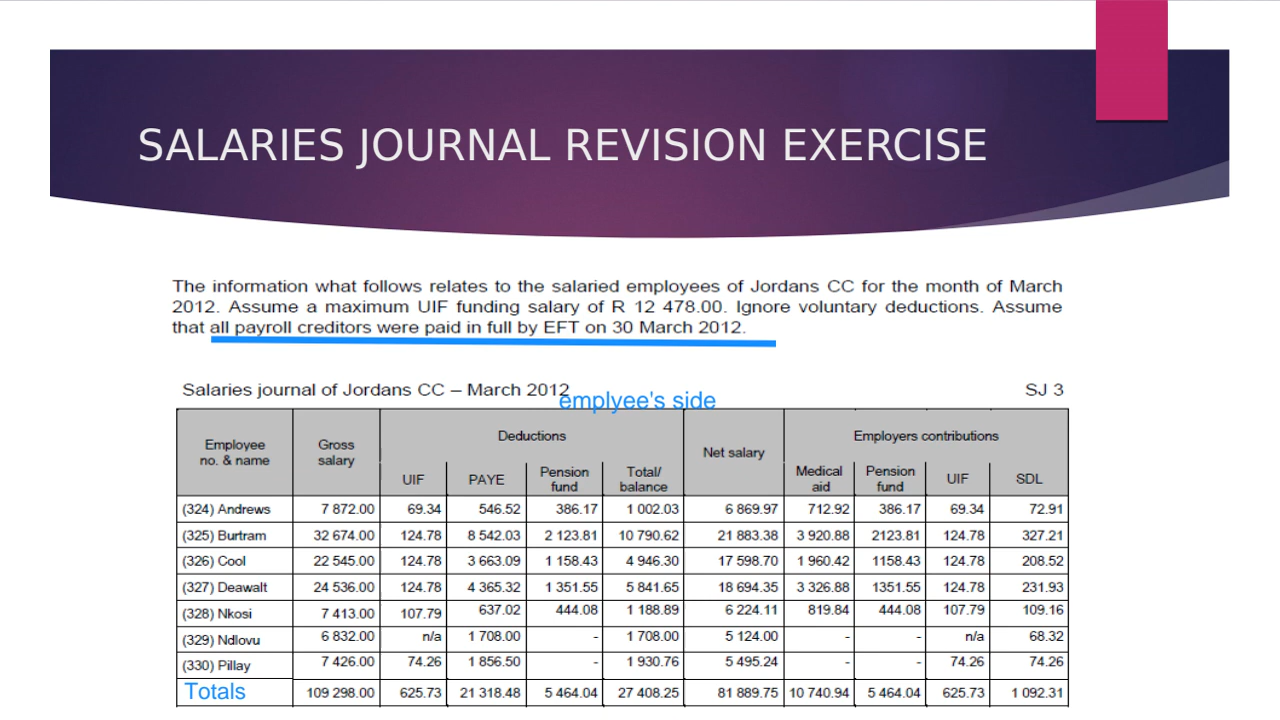 SALARIES JOURNAL REVISION EXERCISE
The information what follows relates to the salaried employees of Jordans CC for the month of March
2012. Assume a maximum UIF funding salary of R 12 478.00. Ignore voluntary deductions. Assume
that all payroll creditors were paid in full by EFT on 30 March 2012.
Salaries journal of Jordans CC – March 2012 SJ 3
emplyee's side
Employee no. & name Gross salary Deductions Net salary Employers contributions
UIF PAYE Pension fund Total/ balance Medical aid Pension fund UIF SDL
(324) Andrews 7 872.00 69.34 546.52 386.17 1 002.03 6 869.97 712.92 386.17 69.34 72.91
(325) Burtram 32 674.00 124.78 8 542.03 2 123.81 10 790.62 21 883.38 3 920.88 2123.81 124.78 327.21
(326) Cool 22 545.00 124.78 3 663.09 1 158.43 4 946.30 17 598.70 1 960.42 1158.43 124.78 208.52
(327) Deawalt 24 536.00 124.78 4 365.32 1 351.55 5 841.65 18 694.35 3 326.88 1351.55 124.78 231.93
(328) Nkosi 7 413.00 107.79 637.02 444.08 1 188.89 6 224.11 819.84 444.08 107.79 109.16
(329) Ndlovu 6 832.00 n/a 1 708.00 - 1 708.00 5 124.00 - - n/a 68.32
(330) Pillay 7 426.00 74.26 1 856.50 - 1 930.76 5 495.24 - - 74.26 74.26
Totals 109 298.00 625.73 21 318.48 5 464.04 27 408.25 81 889.75 10 740.94 5 464.04 625.73 1 092.31